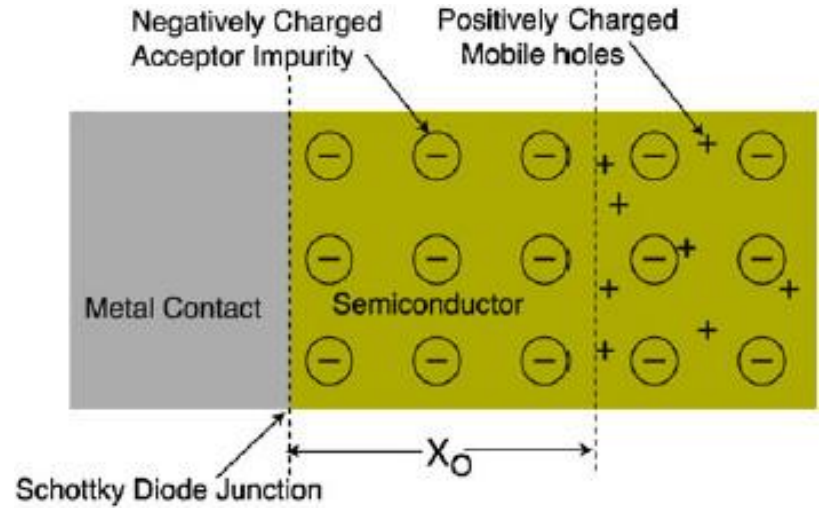 Negatively Charged
Acceptor Impurity
Positively Charged
Mobile holes
Metal Contact
Semiconductor
XO
Schottky Diode Junction